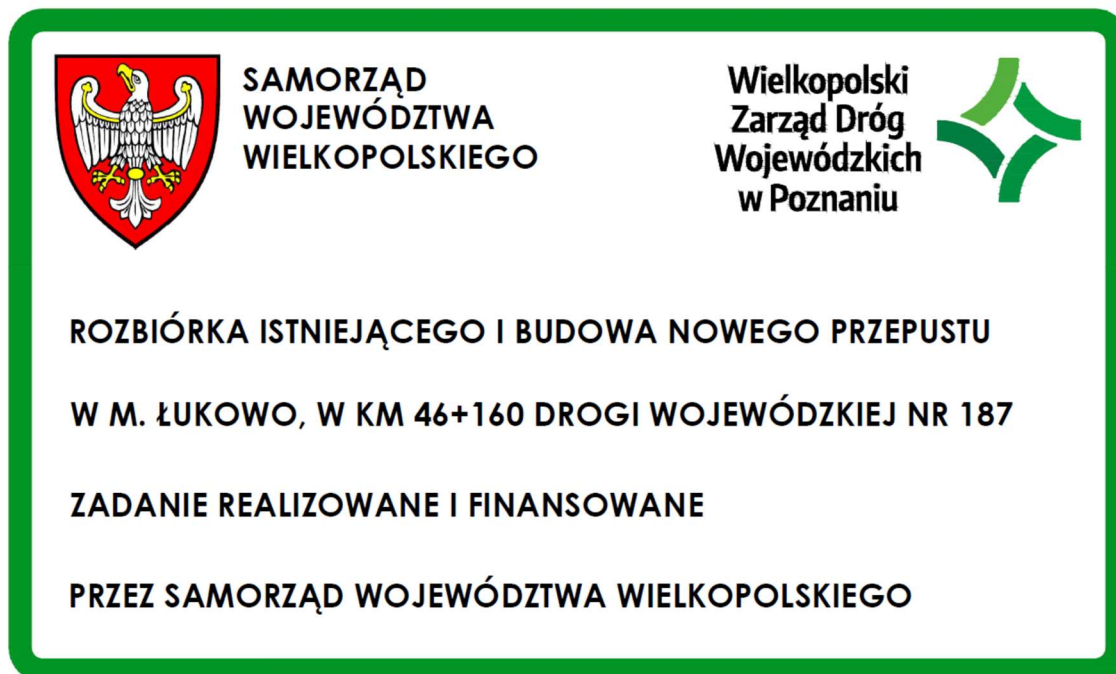 SAMORZĄD
WOJEWÓDZTWA
WIELKOPOLSKIEGO
Wielkopolski
Zarząd Dróg
Wojewódzkich
w Poznaniu
ROZBIÓRKA ISTNIEJĄCEGO I BUDOWA NOWEGO PRZEPUSTU
W M. ŁUKOWO, W KM 46+160 DROGI WOJEWÓDZKIEJ NR 187
ZADANIE REALIZOWANE I FINANSOWANE
PRZEZ SAMORZĄD WOJEWÓDZTWA WIELKOPOLSKIEGO